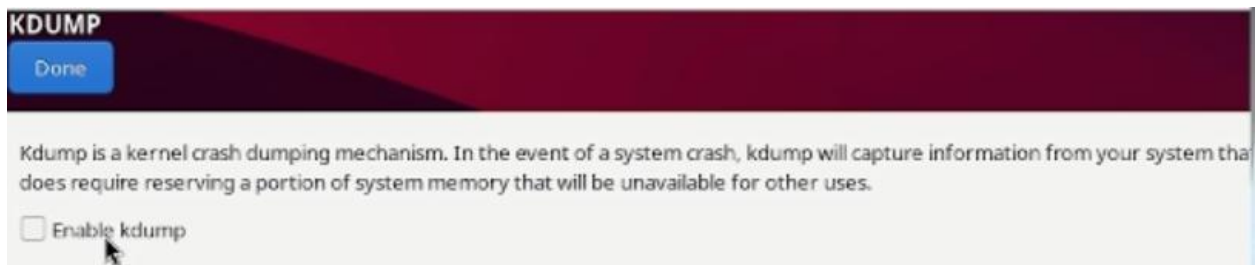 KDUMP
Done
Kdump is a kernel crash dumping mechanism. In the event of a system crash, kdump will capture information from your system tha
does require reserving a portion of system memory that will be unavailable for other uses.
Enable kdump